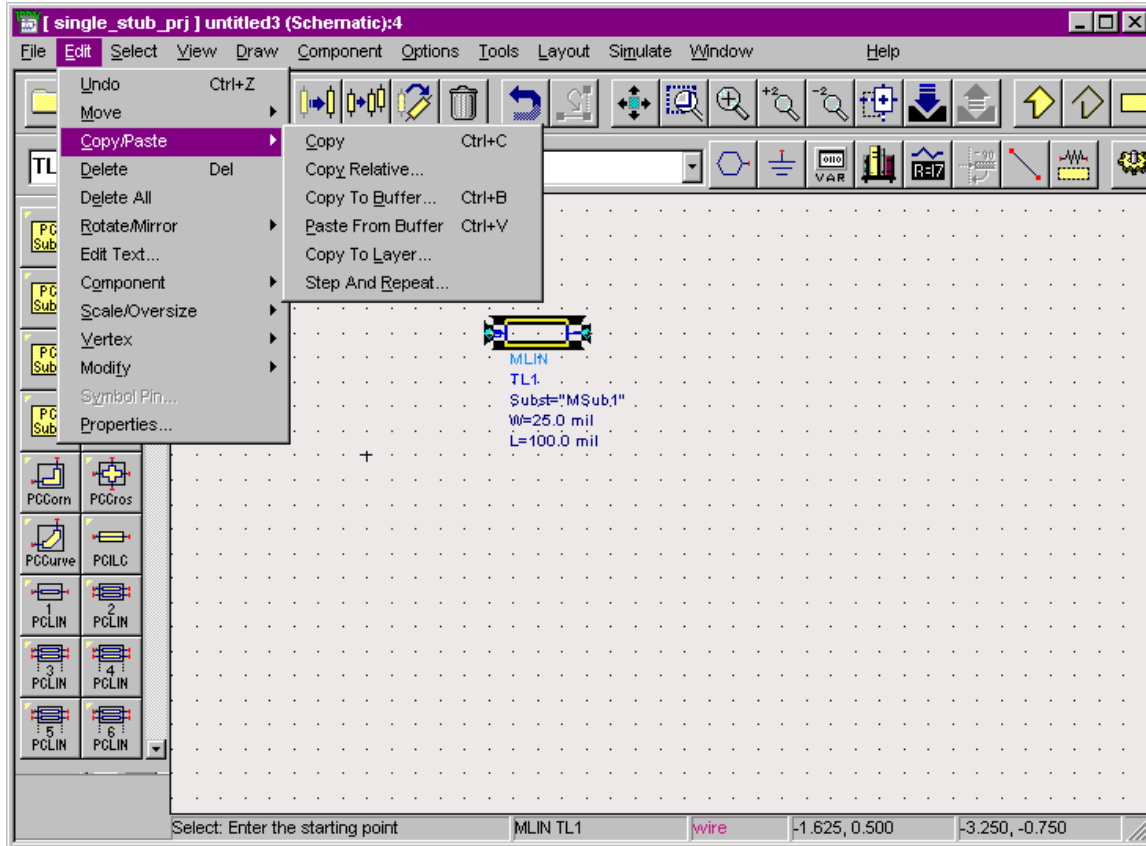 [ single_stub_prj ] untitled3 (Schematic):4
File Edit Select View Draw Component Options Tools Layout Simulate Window Help
Undo Ctrl+Z
Move
Copy/Paste
Delete Del
Delete All
Rotate/Mirror
Edit Text...
Component
Scale/Oversize
Vertex
Modify
Symbol Pin...
Properties...
Copy Ctrl+C
Copy Relative...
Copy To Buffer... Ctrl+B
Paste From Buffer Ctrl+V
Copy To Layer...
Step And Repeat...
+2 -2
TL
VAR
-90
PC
Sub
PC
Sub
PC
Sub
PC
Sub
MLIN
TL1
Subst="MSub1"
W=25.0 mil
L=100.0 mil
PCCorn PCCros
PCCurve PCILC
1 2
PCLIN PCLIN
3 4
PCLIN PCLIN
5 6
PCLIN PCLIN
Select: Enter the starting point MLIN TL1 wire -1.625, 0.500 -3.250, -0.750